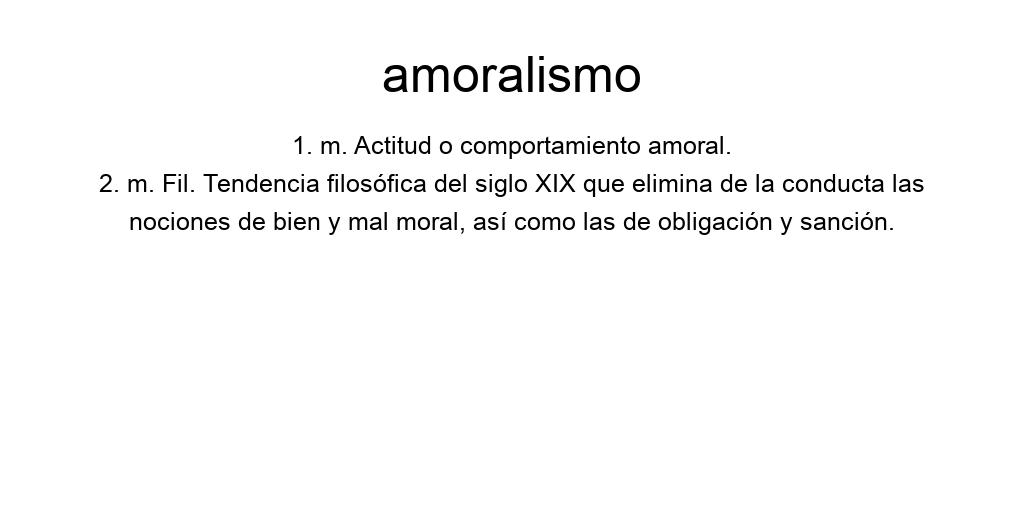 amoralismo
1. m. Actitud o comportamiento amoral.
2. m. Fil. Tendencia filosófica del siglo XIX que elimina de la conducta las
nociones de bien y mal moral, así como las de obligación y sanción.